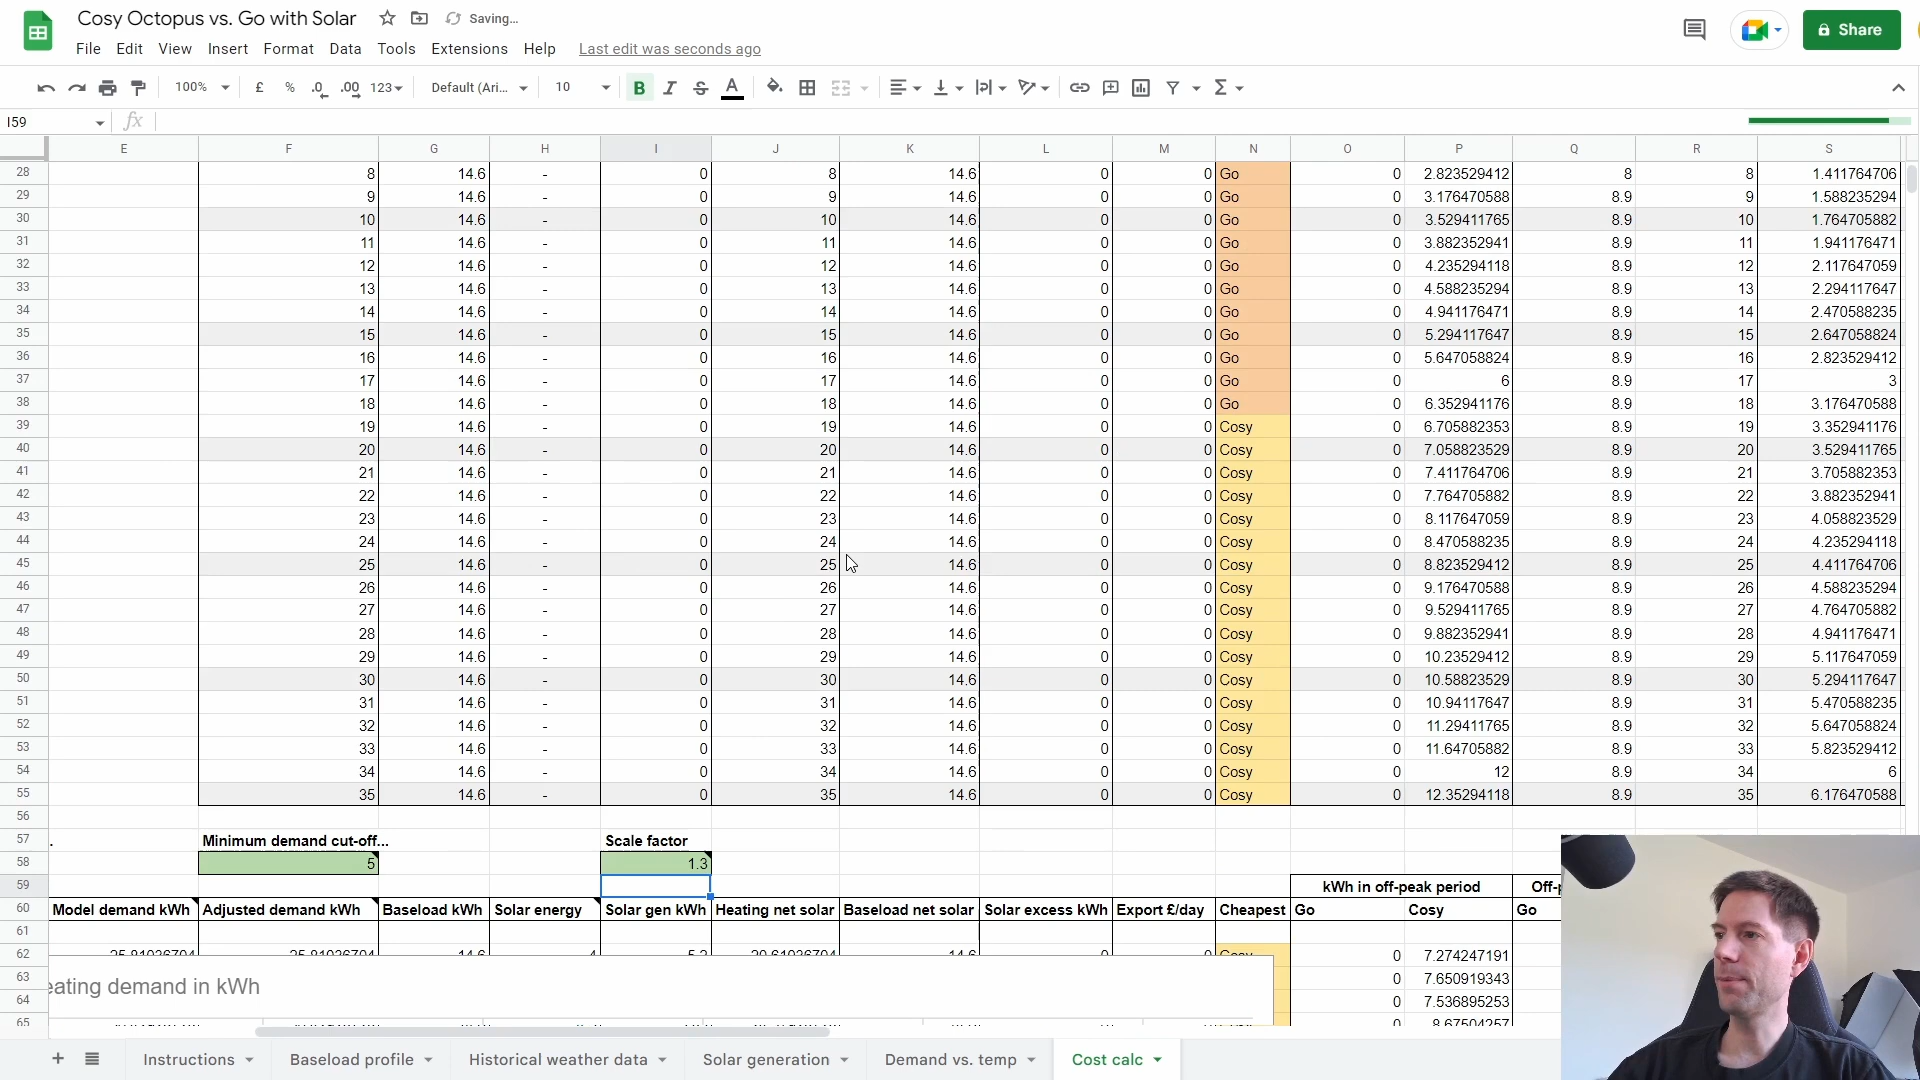 Cosy Octopus vs. Go with Solar Saving...
File Edit View Insert Format Data Tools Extensions Help Last edit was seconds ago
Share
100% £ % .0 .00 123 Default (Ari... 10 B I S A
I59 fx
E F G H I J K L M N O P Q R S
28 8 14.6 - 0 8 14.6 0 0 Go 0 2.823529412 8 8 1.411764706
29 9 14.6 - 0 9 14.6 0 0 Go 0 3.176470588 8.9 9 1.588235294
30 10 14.6 - 0 10 14.6 0 0 Go 0 3.529411765 8.9 10 1.764705882
31 11 14.6 - 0 11 14.6 0 0 Go 0 3.882352941 8.9 11 1.941176471
32 12 14.6 - 0 12 14.6 0 0 Go 0 4.235294118 8.9 12 2.117647059
33 13 14.6 - 0 13 14.6 0 0 Go 0 4.588235294 8.9 13 2.294117647
34 14 14.6 - 0 14 14.6 0 0 Go 0 4.941176471 8.9 14 2.470588235
35 15 14.6 - 0 15 14.6 0 0 Go 0 5.294117647 8.9 15 2.647058824
36 16 14.6 - 0 16 14.6 0 0 Go 0 5.647058824 8.9 16 2.823529412
37 17 14.6 - 0 17 14.6 0 0 Go 0 6 8.9 17 3
38 18 14.6 - 0 18 14.6 0 0 Go 0 6.352941176 8.9 18 3.176470588
39 19 14.6 - 0 19 14.6 0 0 Cosy 0 6.705882353 8.9 19 3.352941176
40 20 14.6 - 0 20 14.6 0 0 Cosy 0 7.058823529 8.9 20 3.529411765
41 21 14.6 - 0 21 14.6 0 0 Cosy 0 7.411764706 8.9 21 3.705882353
42 22 14.6 - 0 22 14.6 0 0 Cosy 0 7.764705882 8.9 22 3.882352941
43 23 14.6 - 0 23 14.6 0 0 Cosy 0 8.117647059 8.9 23 4.058823529
44 24 14.6 - 0 24 14.6 0 0 Cosy 0 8.470588235 8.9 24 4.235294118
45 25 14.6 - 0 25 14.6 0 0 Cosy 0 8.823529412 8.9 25 4.411764706
46 26 14.6 - 0 26 14.6 0 0 Cosy 0 9.176470588 8.9 26 4.588235294
47 27 14.6 - 0 27 14.6 0 0 Cosy 0 9.529411765 8.9 27 4.764705882
48 28 14.6 - 0 28 14.6 0 0 Cosy 0 9.882352941 8.9 28 4.941176471
49 29 14.6 - 0 29 14.6 0 0 Cosy 0 10.23529412 8.9 29 5.117647059
50 30 14.6 - 0 30 14.6 0 0 Cosy 0 10.58823529 8.9 30 5.294117647
51 31 14.6 - 0 31 14.6 0 0 Cosy 0 10.94117647 8.9 31 5.470588235
52 32 14.6 - 0 32 14.6 0 0 Cosy 0 11.29411765 8.9 32 5.647058824
53 33 14.6 - 0 33 14.6 0 0 Cosy 0 11.64705882 8.9 33 5.823529412
54 34 14.6 - 0 34 14.6 0 0 Cosy 0 12 8.9 34 6
55 35 14.6 - 0 35 14.6 0 0 Cosy 0 12.35294118 8.9 35 6.176470588
56
57 . Minimum demand cut-off... Scale factor
58 5 1.3
59 kWh in off-peak period Off-p
60 Model demand kWh Adjusted demand kWh Baseload kWh Solar energy Solar gen kWh Heating net solar Baseload net solar Solar excess kWh Export £/day Cheapest Go Cosy Go
61
62 25.81036704 25.81036704 14.6 4 5.2 20.61036704 14.6 0 0 Cosy 0 7.274247191
63 eating demand in kWh 0 7.650919343
64 0 7.536895253
65 0 8.67504257
Instructions Baseload profile Historical weather data Solar generation Demand vs. temp Cost calc